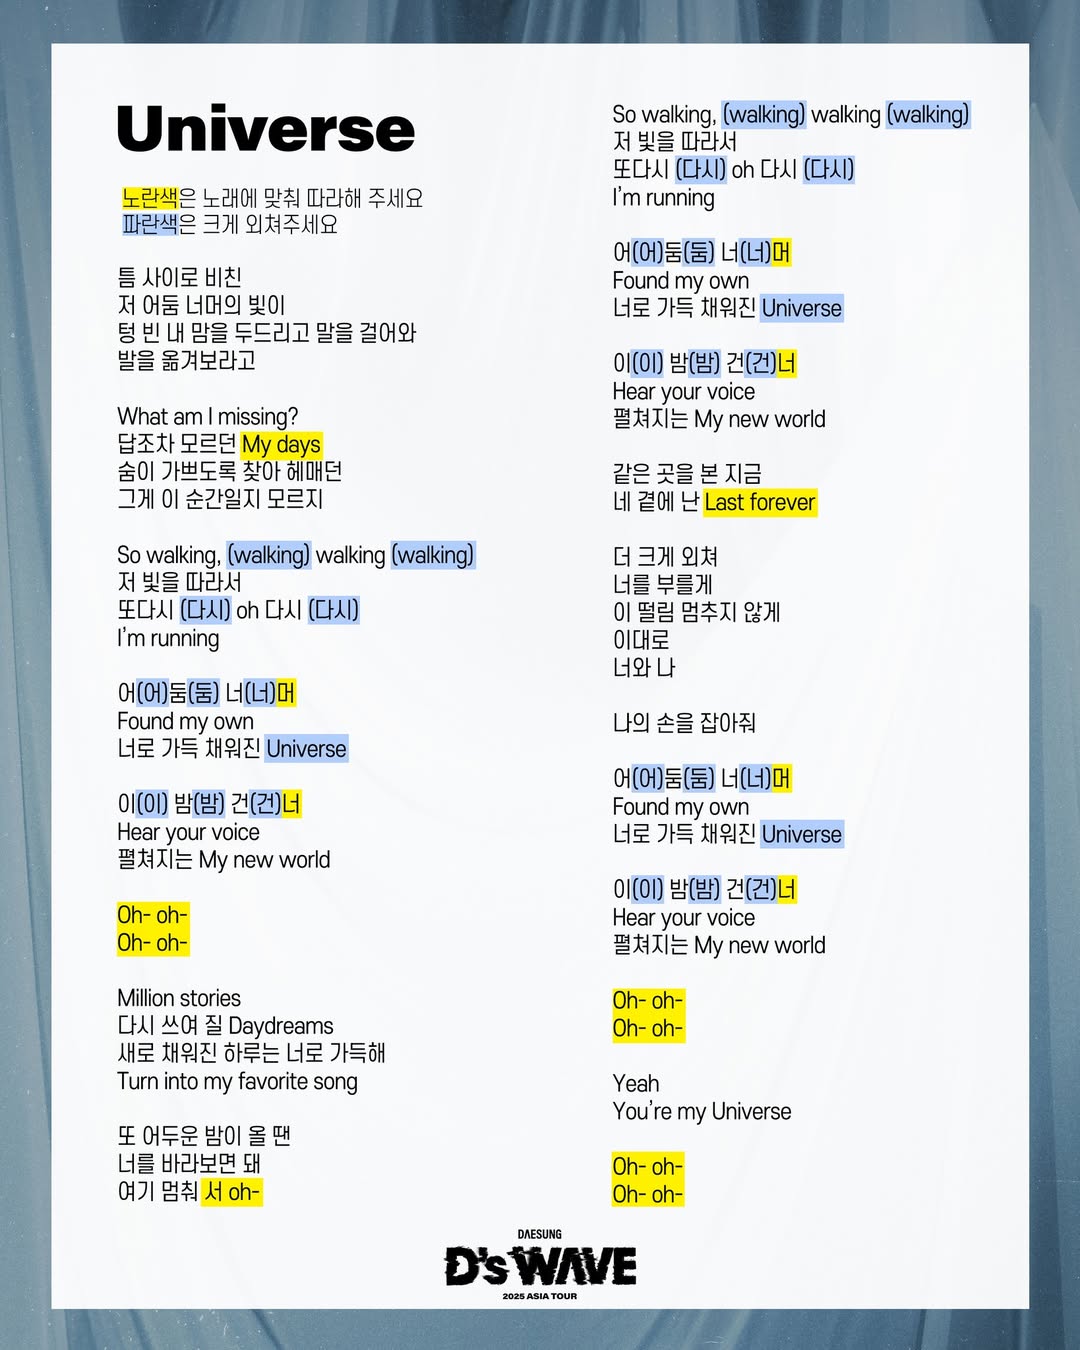 Universe
노란색은 노래에 맞춰 따라해 주세요
파란색은 크게 외쳐주세요
틈 사이로 비친
저 어둠 너머의 빛이
텅 빈 내 맘을 두드리고 말을 걸어와
발을 옮겨보라고
What am I missing?
답조차 모르던 My days
숨이 가쁘도록 찾아 헤매던
그게 이 순간일지 모르지
So walking, (walking) walking (walking)
저 빛을 따라서
또다시 (다시) oh 다시 (다시)
I'm running
어(어)둠(둠) 너(너)머
Found my own
너로 가득 채워진 Universe
이(이) 밤(밤) 건(건)너
Hear your voice
펼쳐지는 My new world
Oh- oh-
Oh- oh-
Million stories
다시 쓰여 질 Daydreams
새로 채워진 하루는 너로 가득해
Turn into my favorite song
또 어두운 밤이 올 땐
너를 바라보면 돼
여기 멈춰 서 oh-
So walking, (walking) walking (walking)
저 빛을 따라서
또다시 (다시) oh 다시 (다시)
I'm running
어(어)둠(둠) 너(너)머
Found my own
너로 가득 채워진 Universe
이(이) 밤(밤) 건(건)너
Hear your voice
펼쳐지는 My new world
같은 곳을 본 지금
네 곁에 난 Last forever
더 크게 외쳐
너를 부를게
이 떨림 멈추지 않게
이대로
너와 나
나의 손을 잡아줘
어(어)둠(둠) 너(너)머
Found my own
너로 가득 채워진 Universe
이(이) 밤(밤) 건(건)너
Hear your voice
펼쳐지는 My new world
Oh- oh-
Oh- oh-
Yeah
You're my Universe
Oh- oh-
Oh- oh-
DAESUNG
D's WAVE
2025 ASIA TOUR